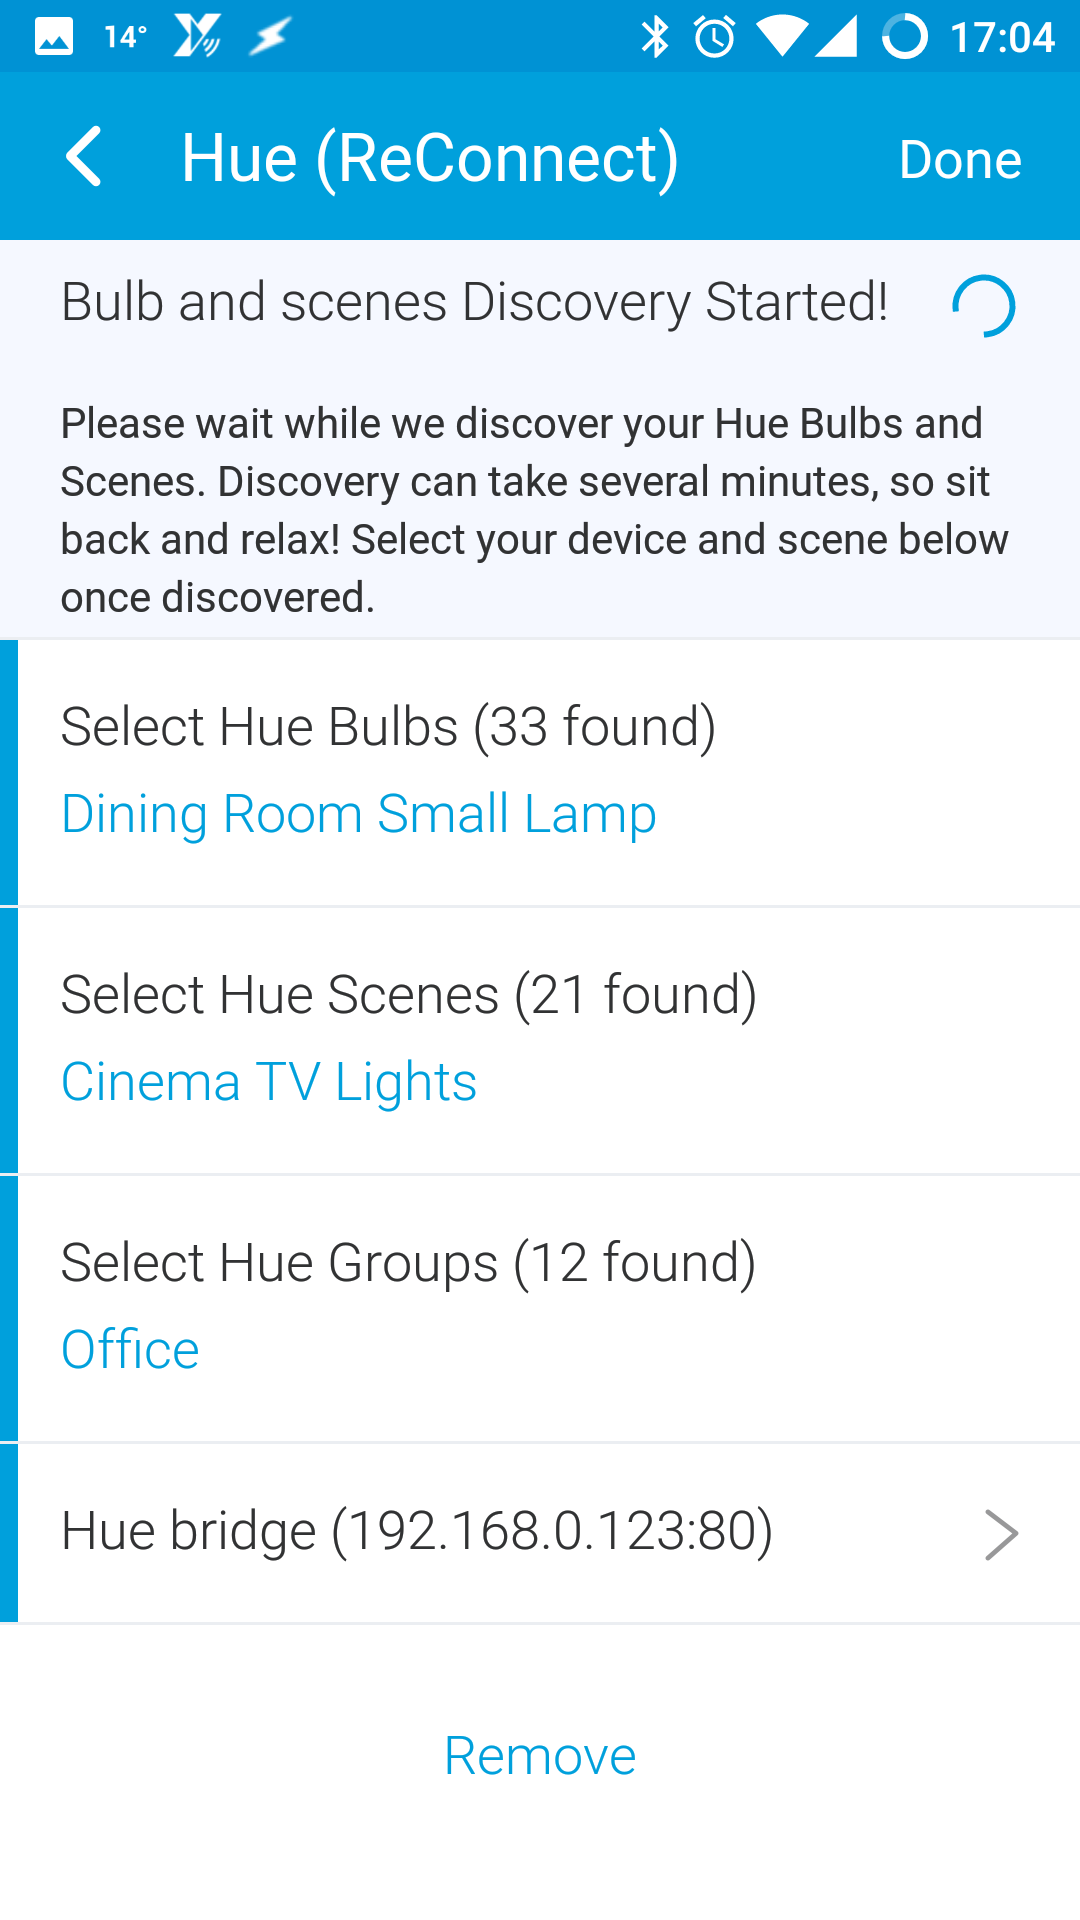 14°
17:04
Hue (ReConnect)
Done
Bulb and scenes Discovery Started!
Please wait while we discover your Hue Bulbs and
Scenes. Discovery can take several minutes, so sit
back and relax! Select your device and scene below
once discovered.
Select Hue Bulbs (33 found)
Dining Room Small Lamp
Select Hue Scenes (21 found)
Cinema TV Lights
Select Hue Groups (12 found)
Office
Hue bridge (192.168.0.123:80)
Remove